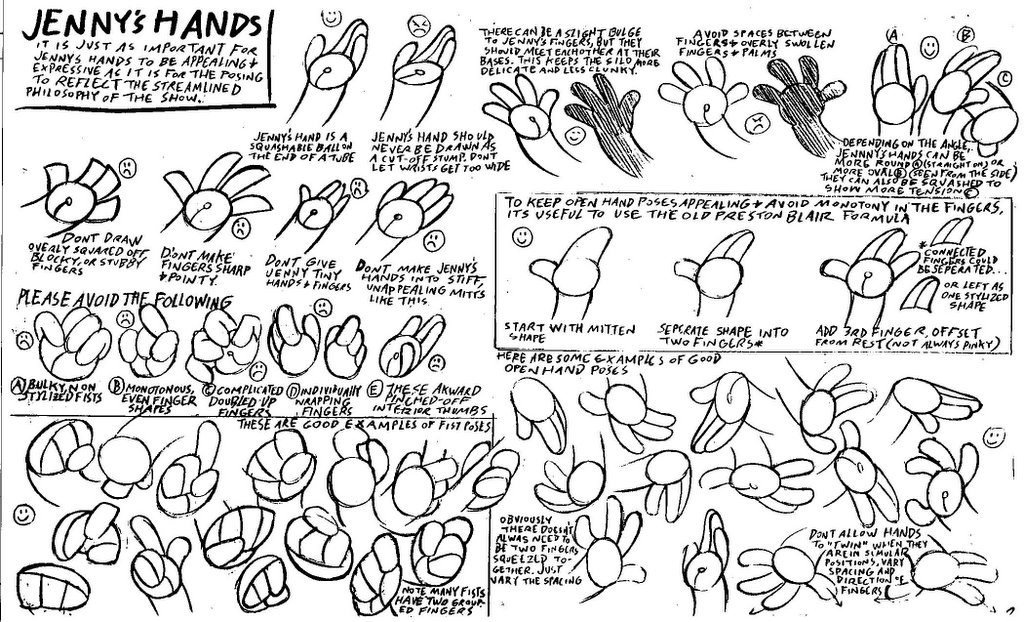 JENNY'S HANDS
IT IS JUST AS IMPORTANT FOR
JENNY'S HANDS TO BE APPEALING +
EXPRESSIVE AS IT IS FOR THE POSING
TO REFLECT THE STREAMLINED
PHILOSOPHY OF THE SHOW.
JENNY'S HAND IS A
SQUASHABLE BALL ON
THE END OF A TUBE
JENNY'S HAND SHOULD
NEVER BE DRAWN AS
A CUT-OFF STUMP. DONT
LET WRISTS GET TOO WIDE
THERE CAN BE A SLIGHT BULGE
TO JENNY'S FINGERS, BUT THEY
SHOULD MEET EACHOTHER AT THEIR
BASES. THIS KEEPS THE SILO MORE
DELICATE AND LESS CLUNKY.
AVOID SPACES BETWEEN
FINGERS + OVERLY SWOLLEN
FINGERS + PALMS
A
B
C
DEPENDING ON THE ANGLE,
JENNNY'S HANDS CAN BE
MORE ROUND (A) (STRAIGHT ON) OR
MORE OVAL (B) (SEEN FROM THE SIDE)
THEY CAN ALSO BE SQUASHED TO
SHOW MORE TENSION (C)
DONT DRAW
OVERLY SQUARED OFF
BLOCKY, OR STUBBY
FINGERS
DON'T MAKE
FINGERS SHARP
+ POINTY.
DONT GIVE
JENNY TINY
HANDS + FINGERS
DONT MAKE JENNY'S
HANDS INTO STIFF,
UNAPPEALING MITTS
LIKE THIS.
TO KEEP OPEN HAND POSES APPEALING + AVOID MONOTONY IN THE FINGERS,
ITS USEFUL TO USE THE OLD PRESTON BLAIR FORMULA
START WITH MITTEN
SHAPE
SEPERATE SHAPE INTO
TWO FINGERS*
ADD 3RD FINGER, OFFSET
FROM REST (NOT ALWAYS PINKY)
*
CONNECTED
FINGERS COULD
BE SEPERATED...
OR LEFT AS
ONE STYLIZED
SHAPE
PLEASE AVOID THE FOLLOWING
(A) BULKY, NON
STYLIZED FISTS
(B) MONOTONOUS,
EVEN FINGER
SHAPES
(C) COMPLICATED
DOUBLED UP
FINGERS
(D) INDIVIDUALLY
WRAPPING
FINGERS
(E) THESE AKWARD
PINCHED-OFF
INTERIOR THUMBS
THESE ARE GOOD EXAMPLES OF FIST POSES
NOTE MANY FISTS
HAVE TWO GROUP-
ED FINGERS
HERE ARE SOME EXAMPLES OF GOOD
OPEN HAND POSES
OBVIOUSLY
THERE DOESN'T
ALWAS NEED TO
BE TWO FINGERS
SQUEEZED TO-
GETHER. JUST
VARY THE SPACING
DONT ALLOW HANDS
TO "TWIN" WHEN THEY
ARE IN SIMULAR
POSITIONS, VARY
SPACING AND
DIRECTION OF
FINGERS